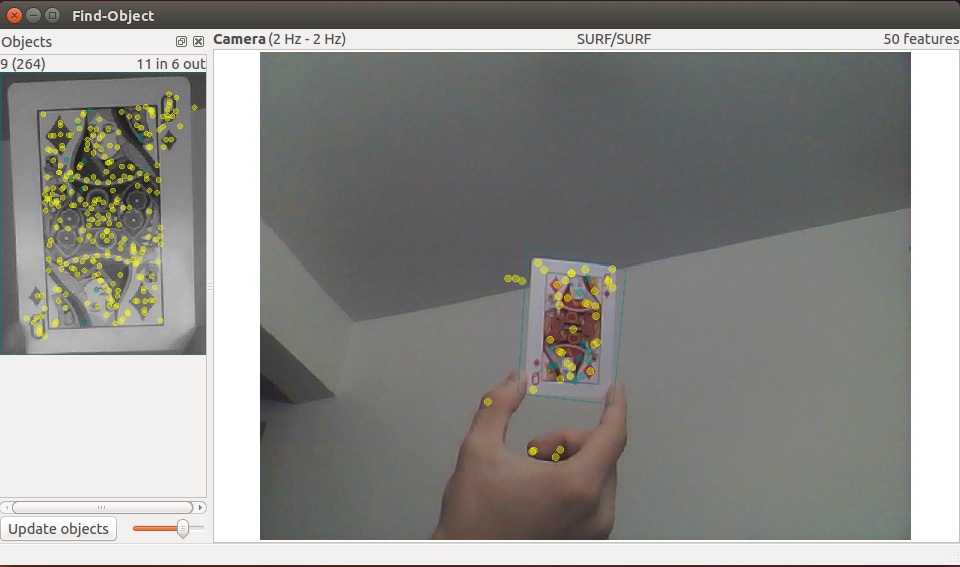 Find-Object
Objects
Camera (2 Hz - 2 Hz) SURF/SURF 50 features
9 (264) 11 in 6 out
Q
Update objects